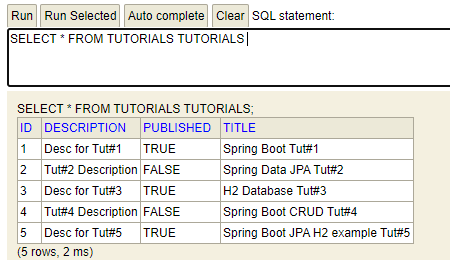 Run Run Selected Auto complete Clear SQL statement:
SELECT * FROM TUTORIALS TUTORIALS
SELECT * FROM TUTORIALS TUTORIALS;
ID DESCRIPTION PUBLISHED TITLE
1 Desc for Tut#1 TRUE Spring Boot Tut#1
2 Tut#2 Description FALSE Spring Data JPA Tut#2
3 Desc for Tut#3 TRUE H2 Database Tut#3
4 Tut#4 Description FALSE Spring Boot CRUD Tut#4
5 Desc for Tut#5 TRUE Spring Boot JPA H2 example Tut#5
(5 rows, 2 ms)